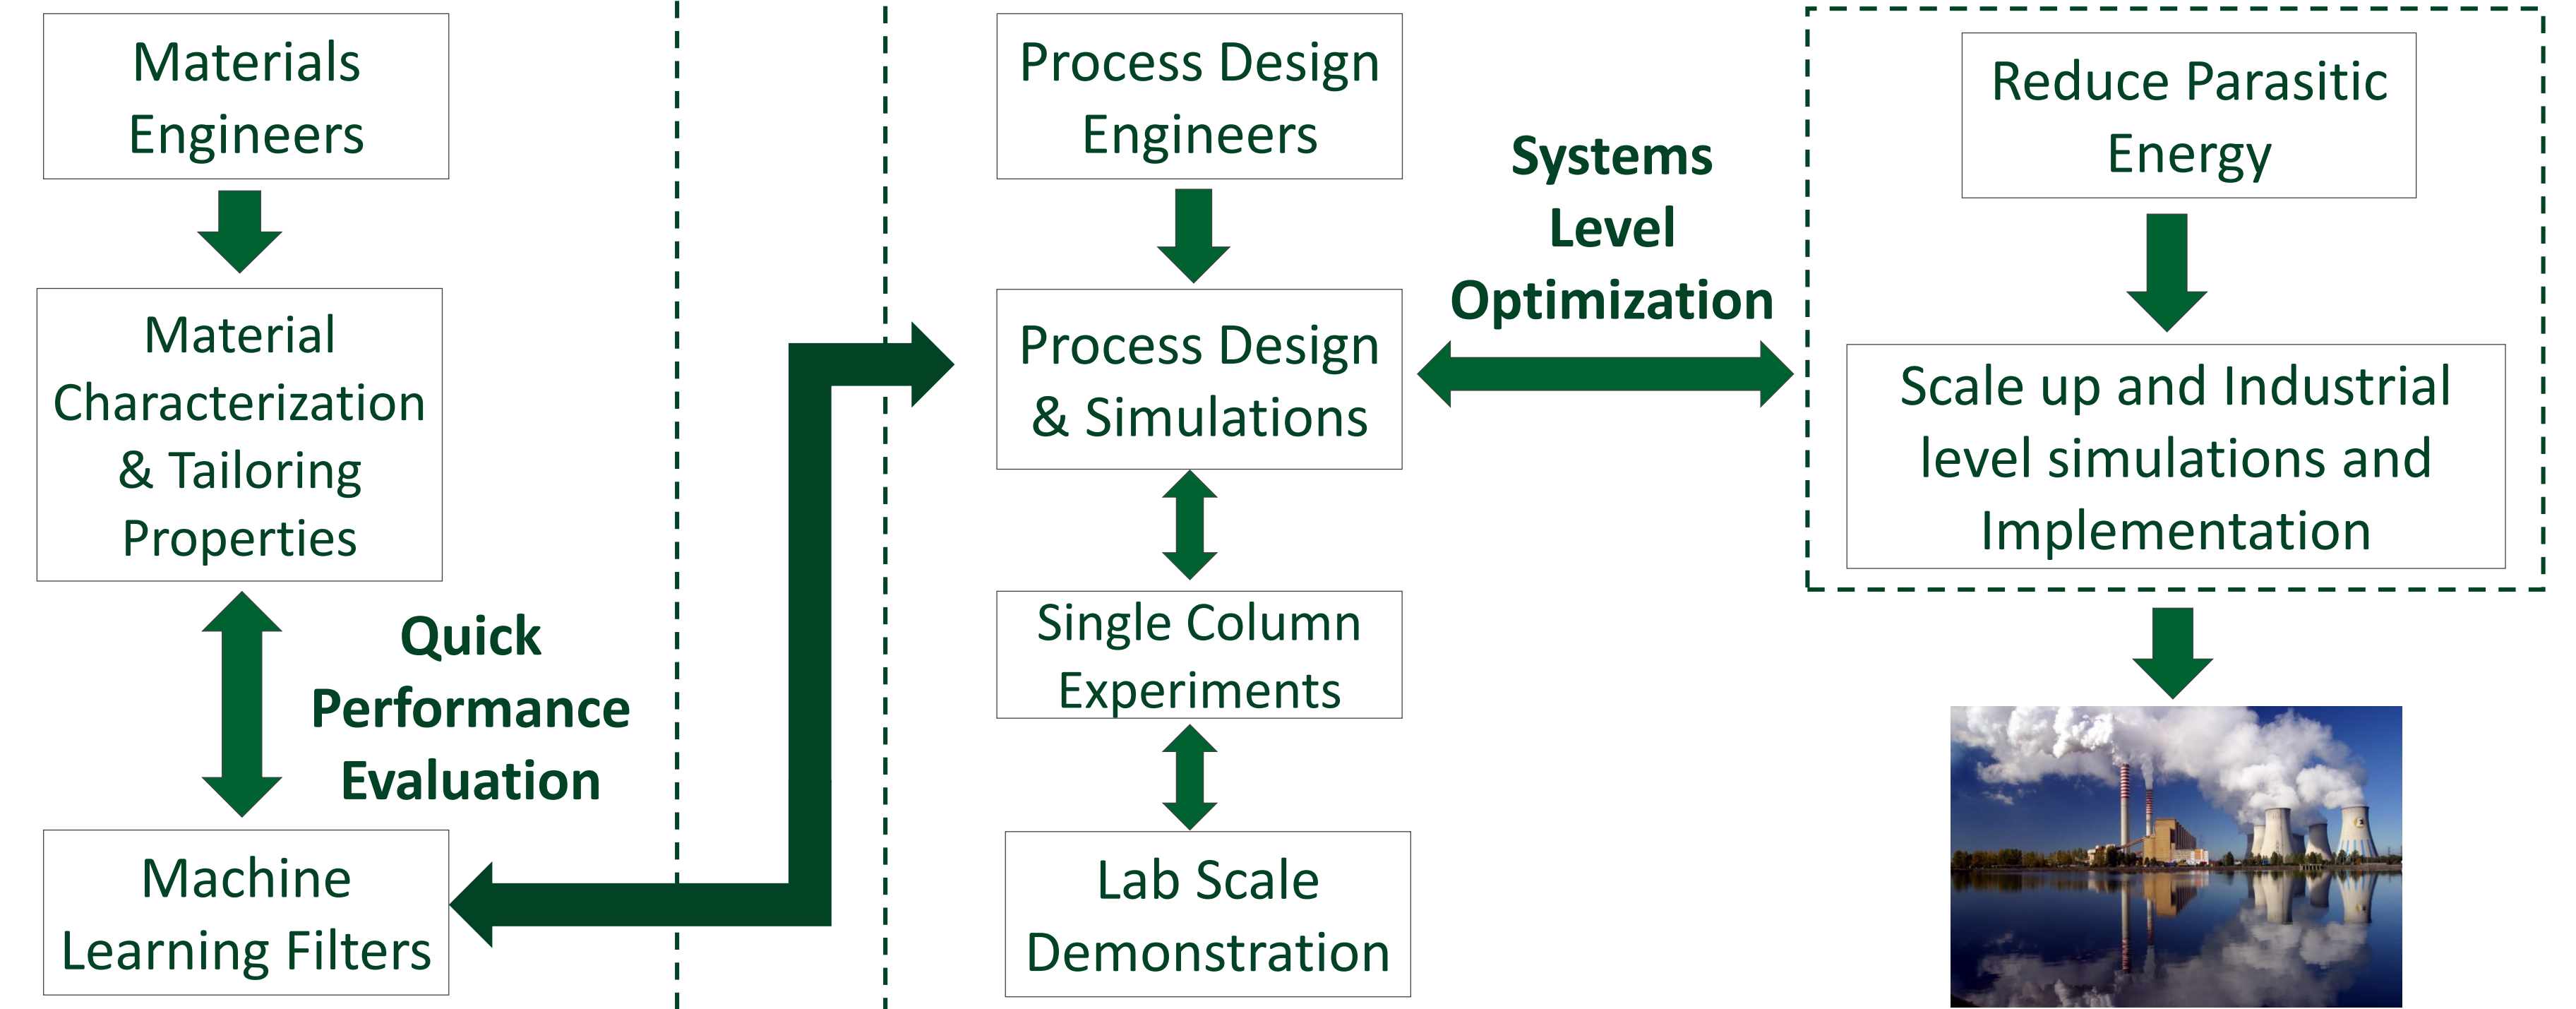 Materials
Engineers
Material
Characterization
& Tailoring
Properties
Quick
Performance
Evaluation
Machine
Learning Filters
Process Design
Engineers
Process Design
& Simulations
Single Column
Experiments
Lab Scale
Demonstration
Systems
Level
Optimization
Reduce Parasitic
Energy
Scale up and Industrial
level simulations and
Implementation